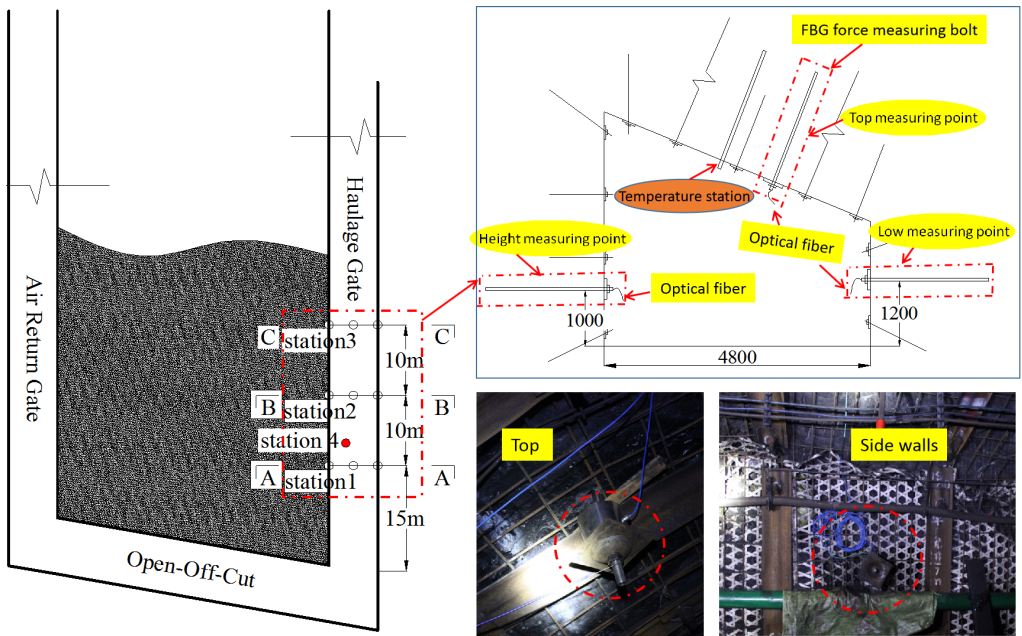 Air Return Gate
Haulage Gate
C
station3
C
10m
B
station2
B
10m
station 4
A
station1
A
15m
Open-Off-Cut
FBG force measuring bolt
Top measuring point
Temperature station
Height measuring point
Optical fiber
Low measuring point
Optical fiber
1000
1200
4800
Top
Side walls